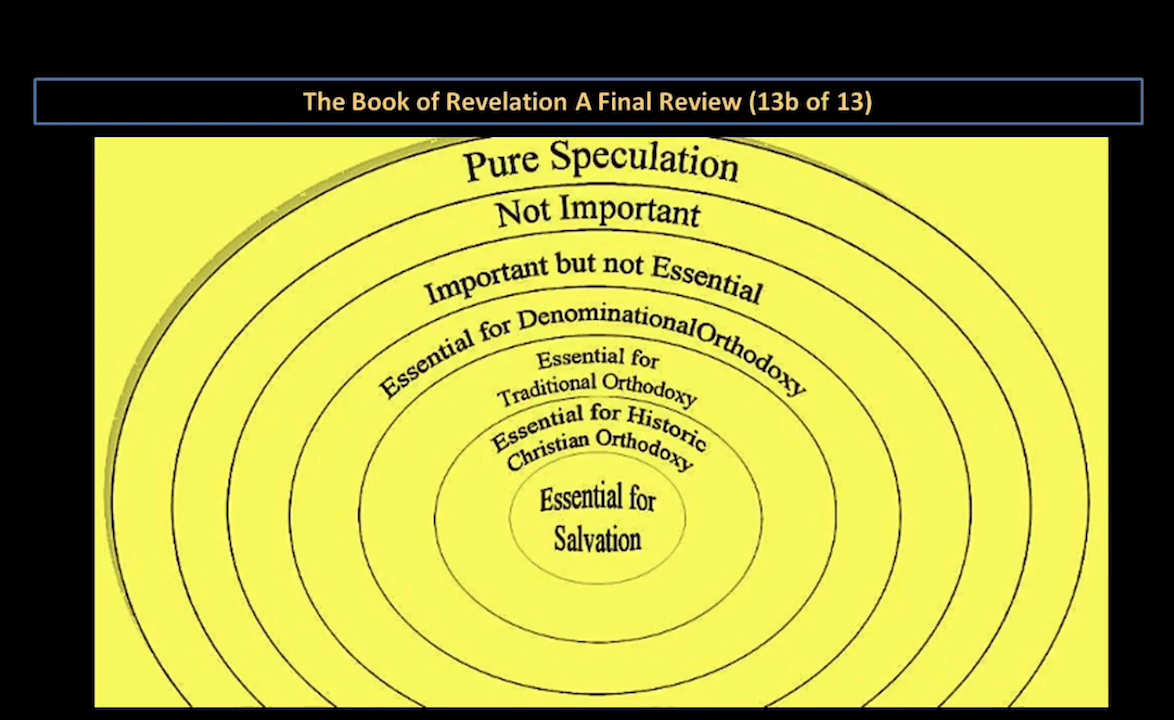 The Book of Revelation A Final Review (13b of 13)
Pure Speculation
Not Important
Important but not Essential
Essential for DenominationalOrthodoxy
Essential for
Traditional Orthodoxy
Essential for Historic
Christian Orthodoxy
Essential for
Salvation